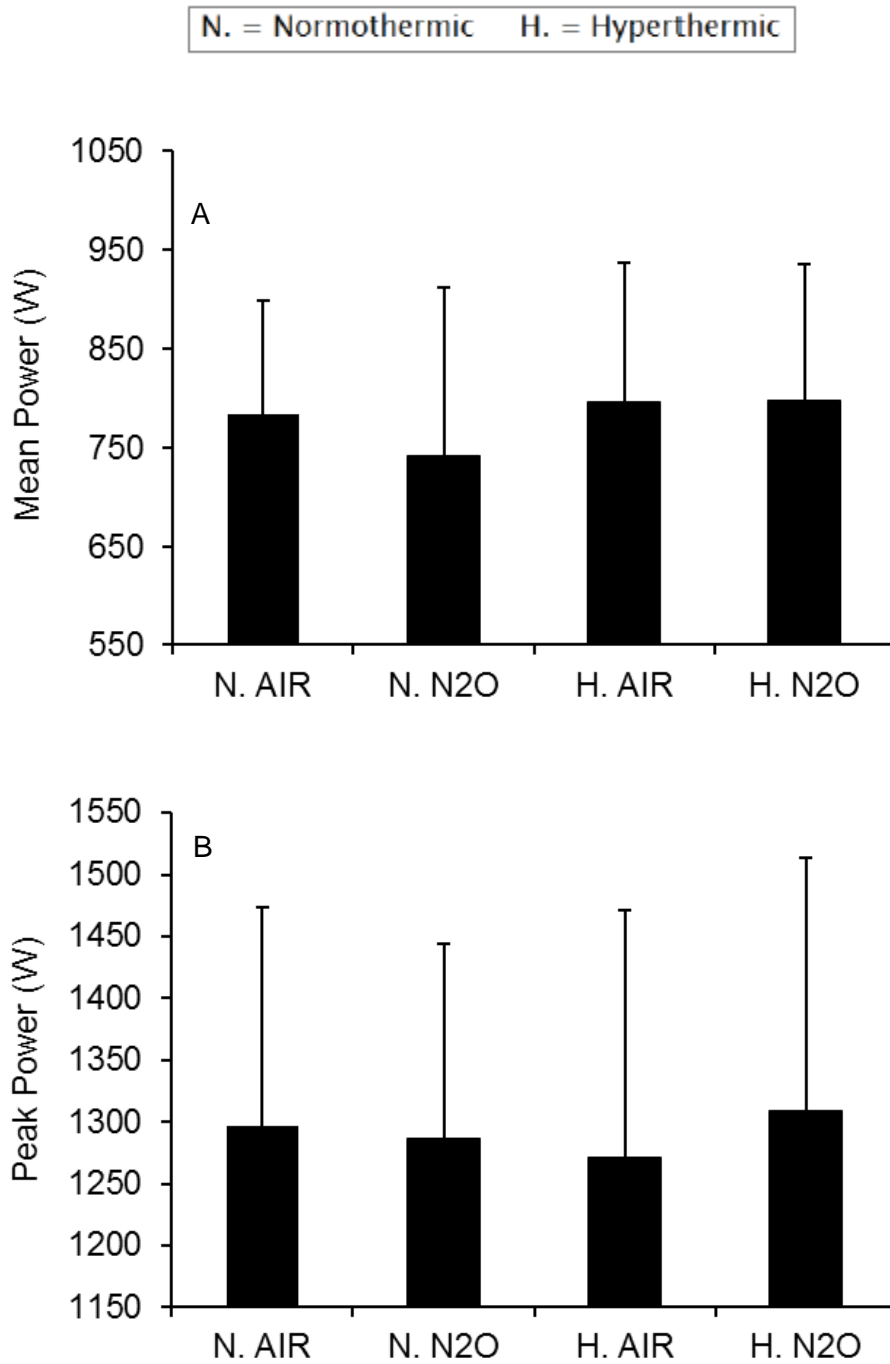 N. = Normothermic H. = Hyperthermic
A
Mean Power (W)
1050
950
850
750
650
550
N. AIR N. N2O H. AIR H. N2O
B
Peak Power (W)
1550
1500
1450
1400
1350
1300
1250
1200
1150
N. AIR N. N2O H. AIR H. N2O